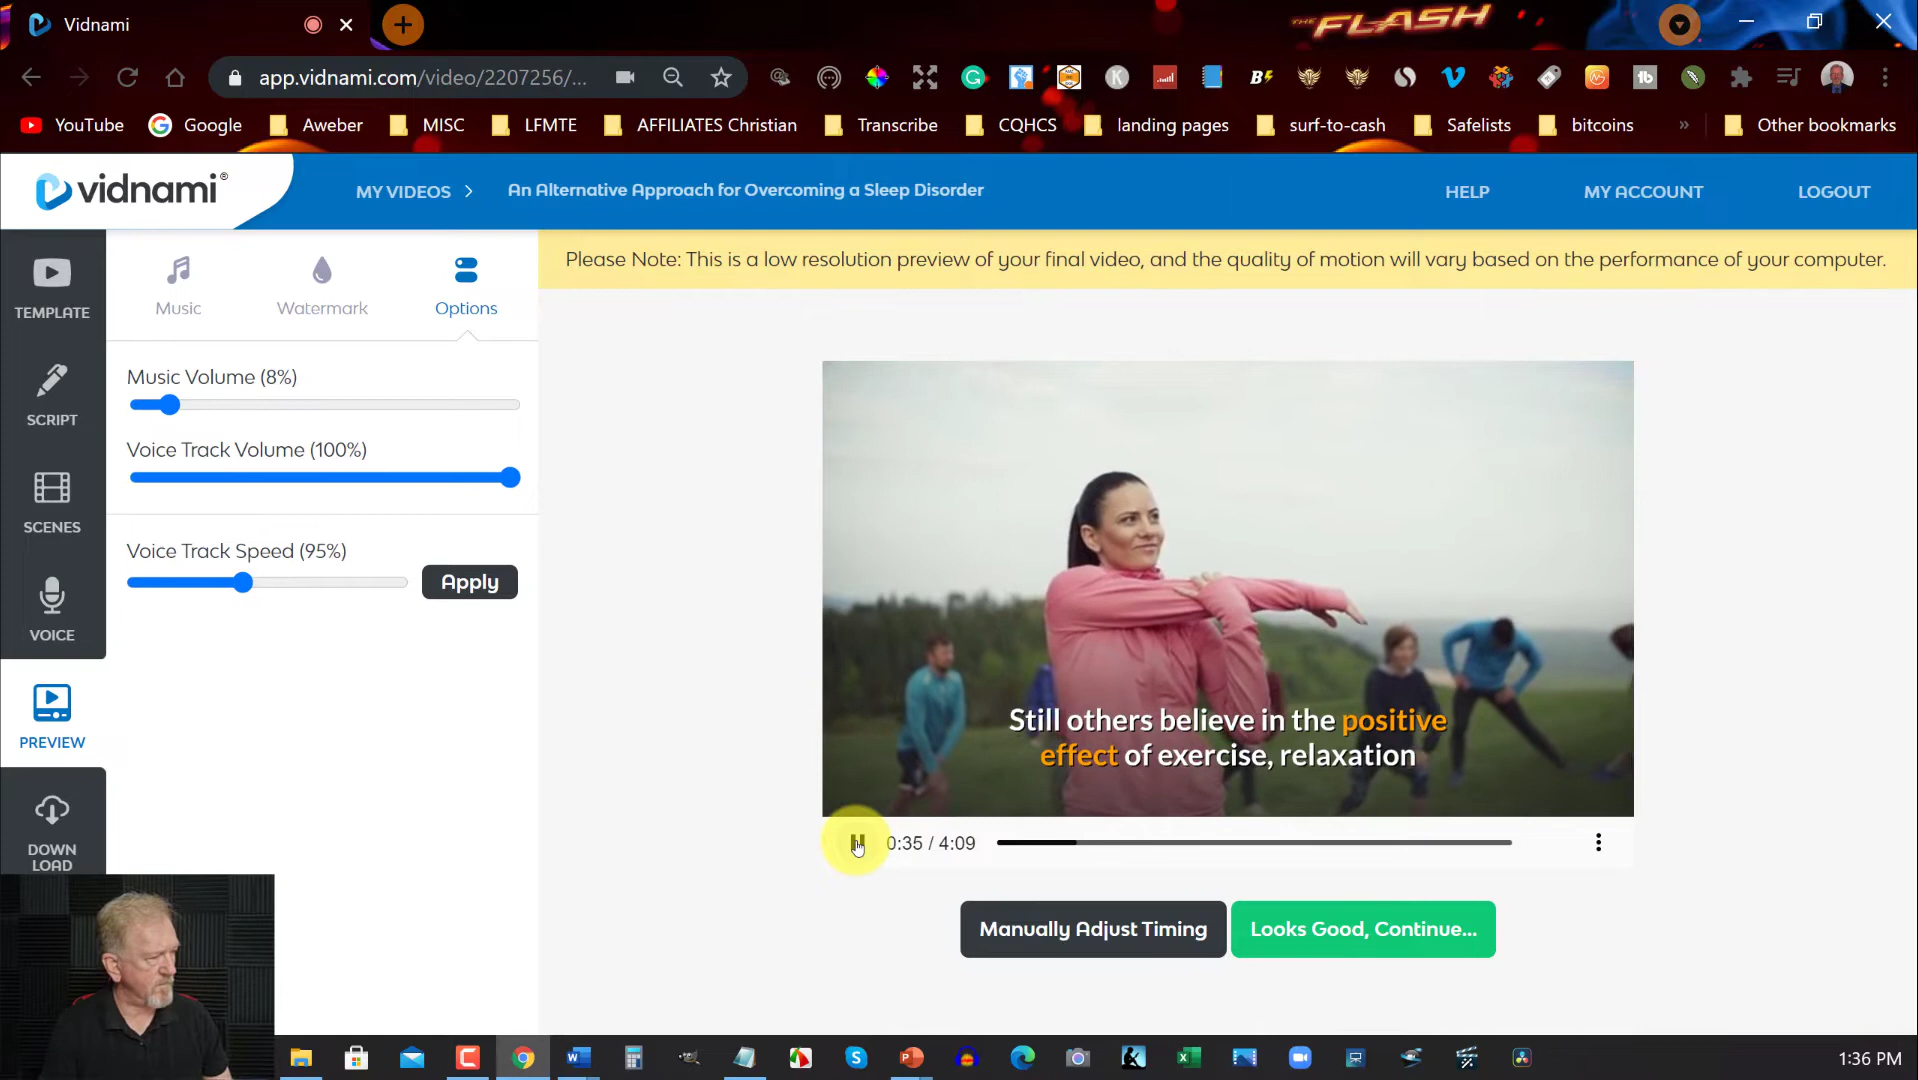 Vidnami
THE FLASH
app.vidnami.com/video/2207256/...
YouTube
Google
Aweber
MISC
LFMTE
AFFILIATES Christian
Transcribe
CQHCS
landing pages
surf-to-cash
Safelists
bitcoins
»
Other bookmarks
vidnami®
MY VIDEOS >
An Alternative Approach for Overcoming a Sleep Disorder
HELP
MY ACCOUNT
LOGOUT
TEMPLATE
SCRIPT
SCENES
VOICE
PREVIEW
DOWN
LOAD
Music
Watermark
Options
Music Volume (8%)
Voice Track Volume (100%)
Voice Track Speed (95%)
Apply
Please Note: This is a low resolution preview of your final video, and the quality of motion will vary based on the performance of your computer.
Still others believe in the positive
effect of exercise, relaxation
0:35 / 4:09
Manually Adjust Timing
Looks Good, Continue...
1:36 PM